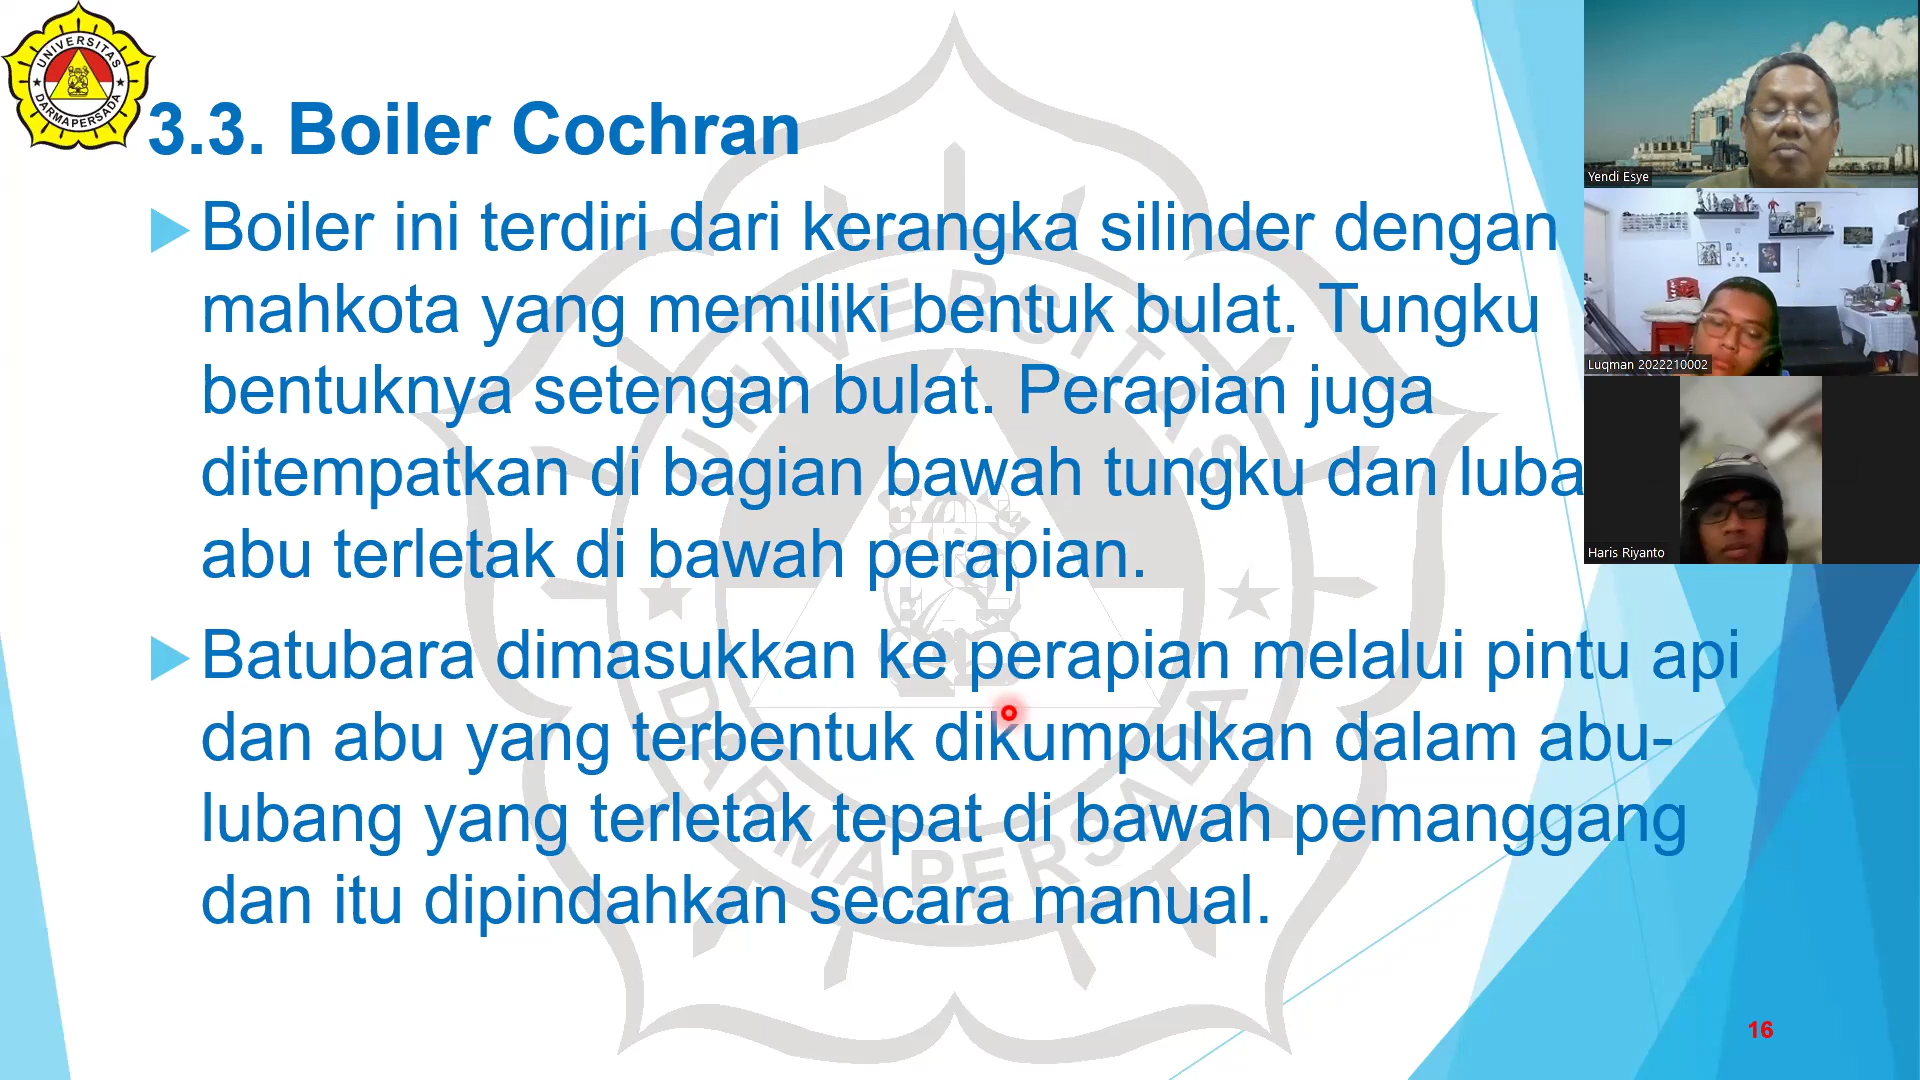 UNIVERSITAS
DARMAPERSADA
3.3. Boiler Cochran
Boiler ini terdiri dari kerangka silinder dengan
mahkota yang memiliki bentuk bulat. Tungku
bentuknya setengan bulat. Perapian juga
ditempatkan di bagian bawah tungku dan luba
abu terletak di bawah perapian.
Batubara dimasukkan ke perapian melalui pintu api
dan abu yang terbentuk dikumpulkan dalam abu-
lubang yang terletak tepat di bawah pemanggang
dan itu dipindahkan secara manual.
UNIVERSITAS
DARMAPERSADA
16
Yendi Esye
Luqman 2022210002
Haris Riyanto